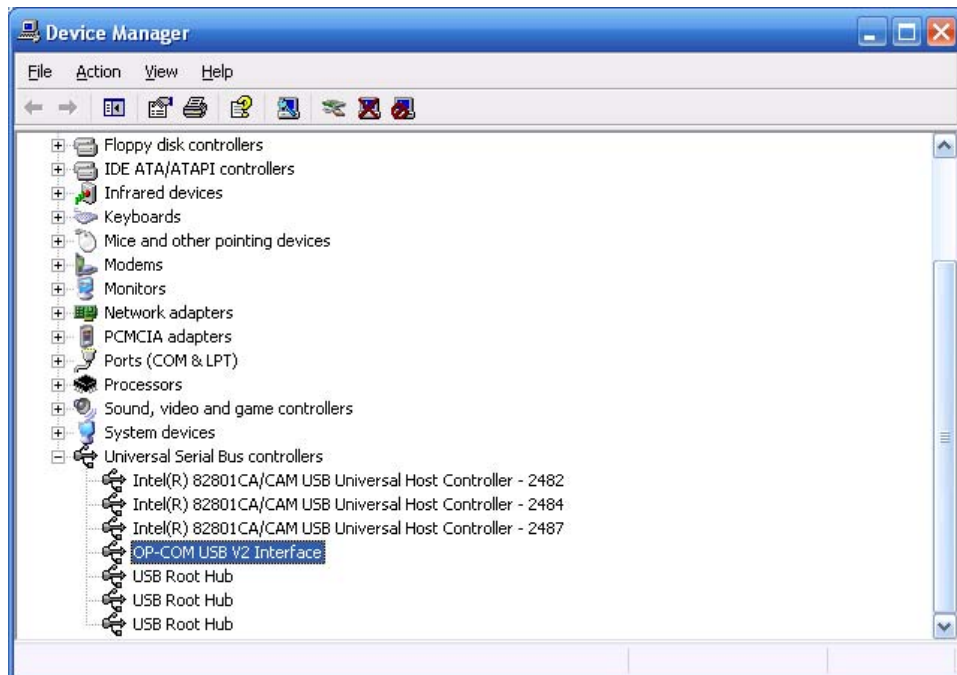 Device Manager
File Action View Help
Floppy disk controllers
IDE ATA/ATAPI controllers
Infrared devices
Keyboards
Mice and other pointing devices
Modems
Monitors
Network adapters
PCMCIA adapters
Ports (COM & LPT)
Processors
Sound, video and game controllers
System devices
Universal Serial Bus controllers
Intel(R) 82801CA/CAM USB Universal Host Controller - 2482
Intel(R) 82801CA/CAM USB Universal Host Controller - 2484
Intel(R) 82801CA/CAM USB Universal Host Controller - 2487
OP-COM USB V2 Interface
USB Root Hub
USB Root Hub
USB Root Hub